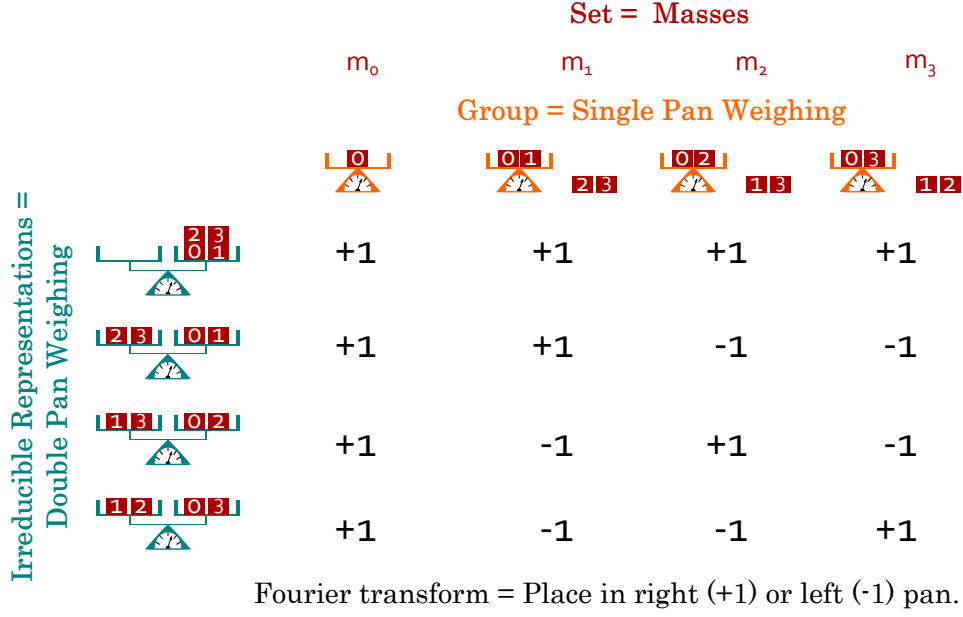 Set = Masses
m₀ m₁ m₂ m₃
Group = Single Pan Weighing
0 0 1 2 3 0 2 1 3 0 3 1 2
Irreducible Representations =
Double Pan Weighing
2 3
0 1
+1 +1 +1 +1
2 3 0 1 +1 +1 -1 -1
1 3 0 2 +1 -1 +1 -1
1 2 0 3 +1 -1 -1 +1
Fourier transform = Place in right (+1) or left (-1) pan.